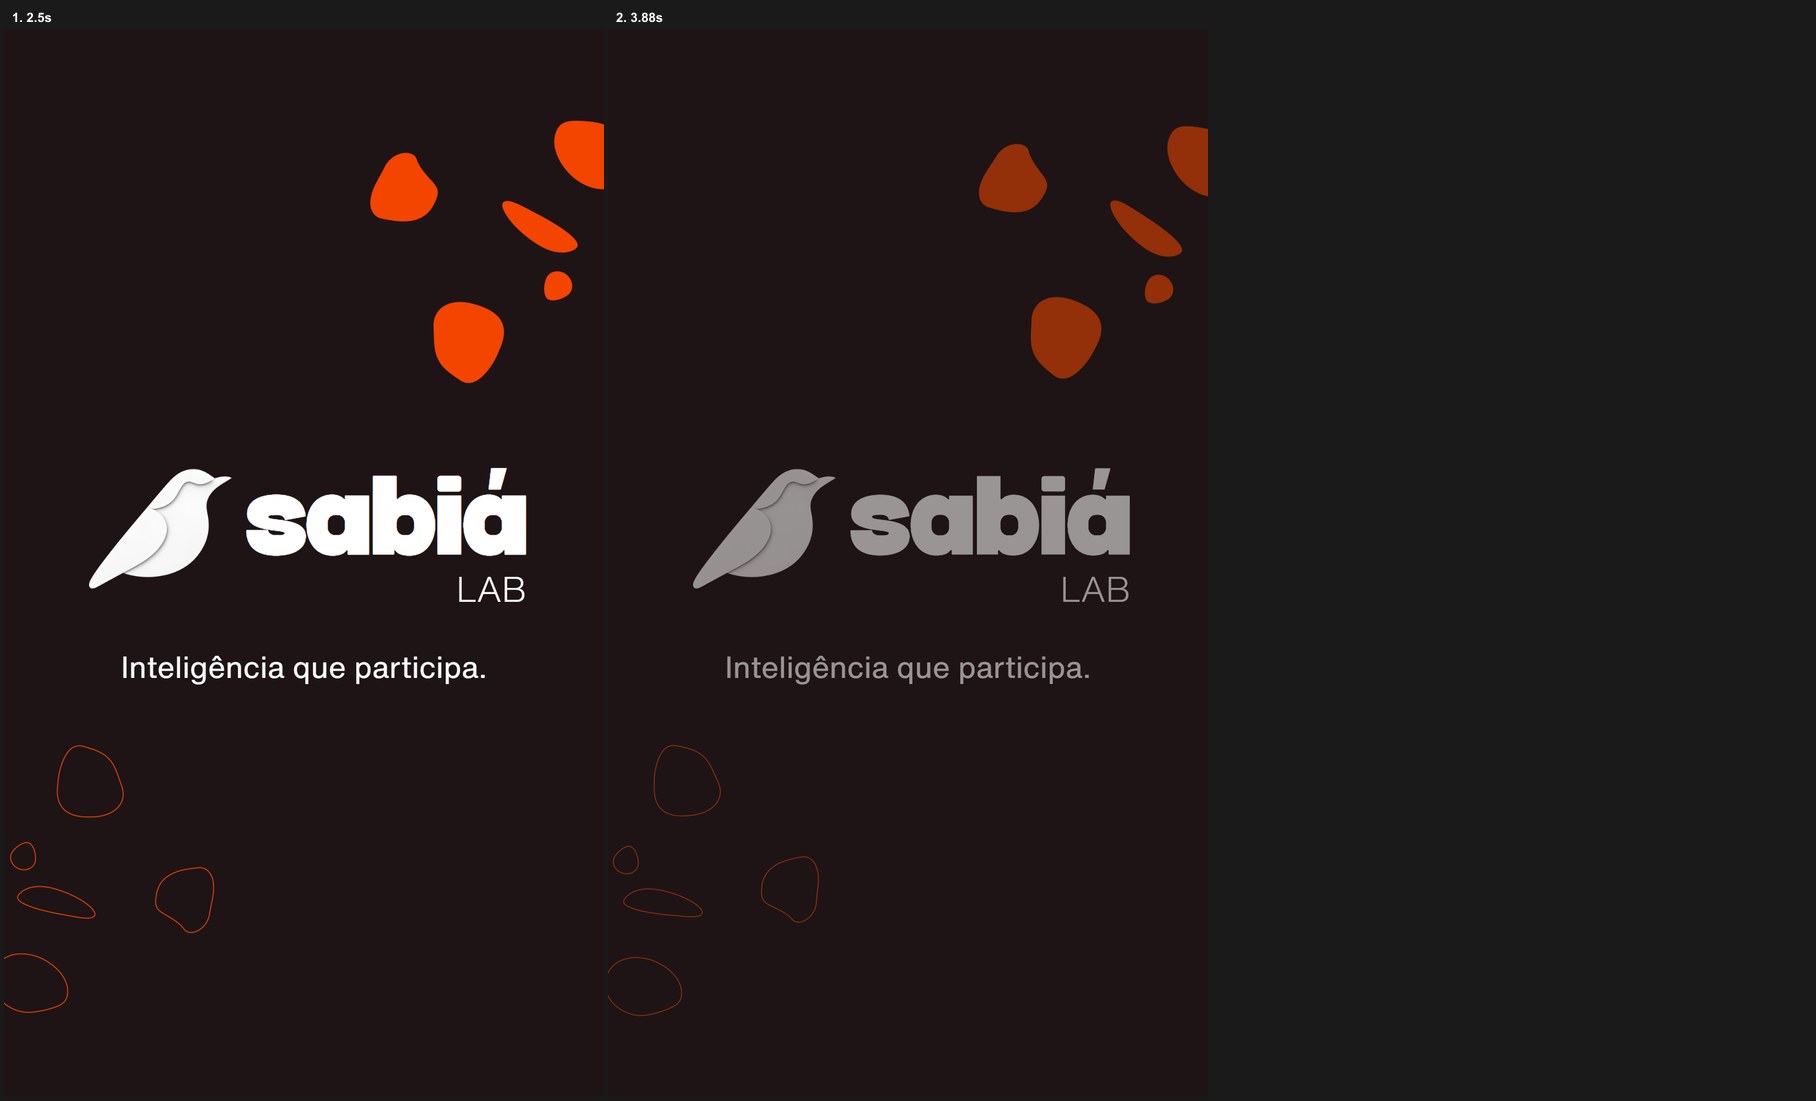 1. 2.5s
sabiá
LAB
Inteligência que participa.
2. 3.88s
sabiá
LAB
Inteligência que participa.